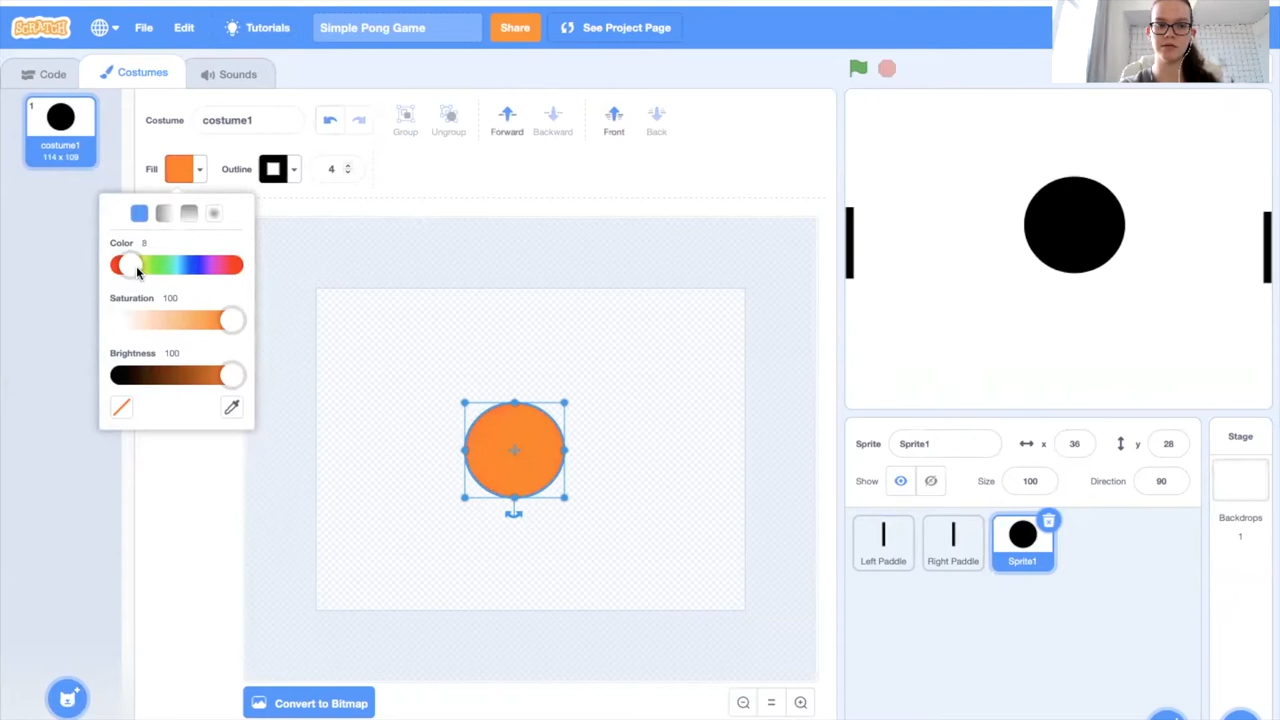 SCRATCH File Edit Tutorials Simple Pong Game Share See Project Page
Code Costumes Sounds
1
costume1
114 x 109
Costume costume1 Group Ungroup Forward Backward Front Back
Fill Outline 4
Color 8
Saturation 100
Brightness 100
Convert to Bitmap
Sprite Sprite1 x 36 y 28
Show Size 100 Direction 90
Left Paddle Right Paddle Sprite1
Stage
Backdrops
1